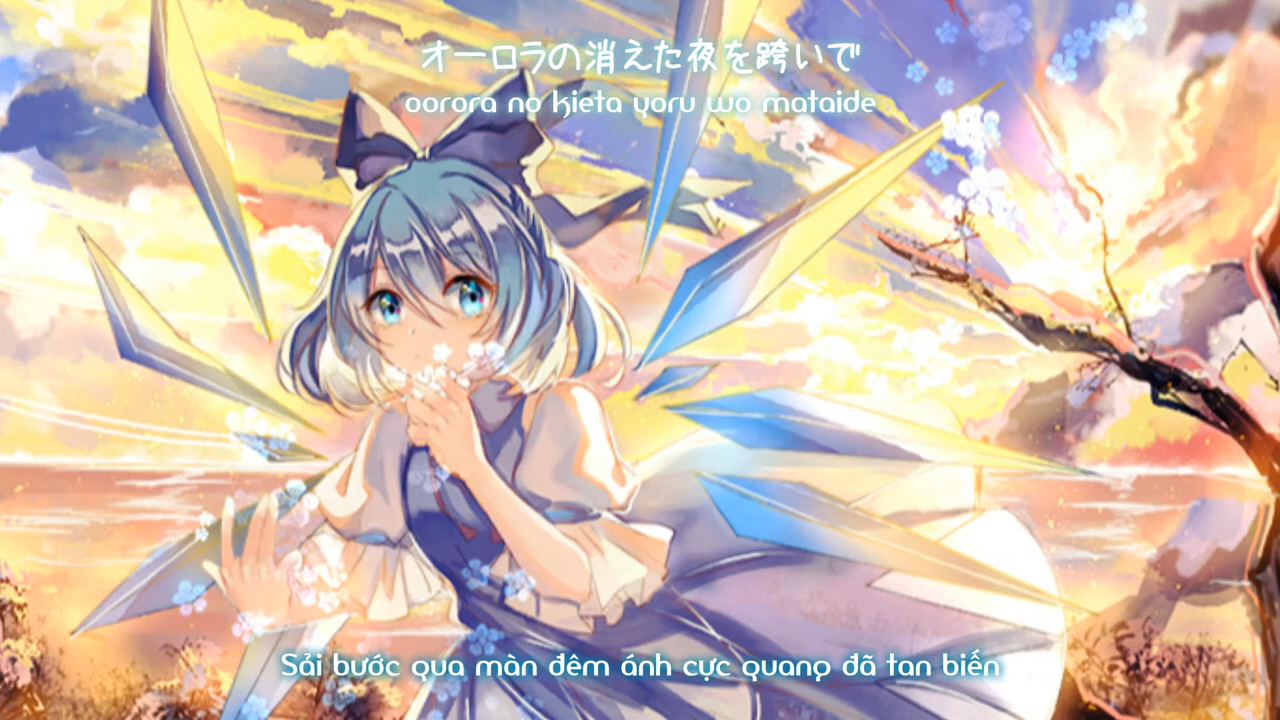 オーロラの消えた夜を跨いで
oorora no kieta yoru wo mataide
Sải bước qua màn đêm ánh cực quang đã tan biến